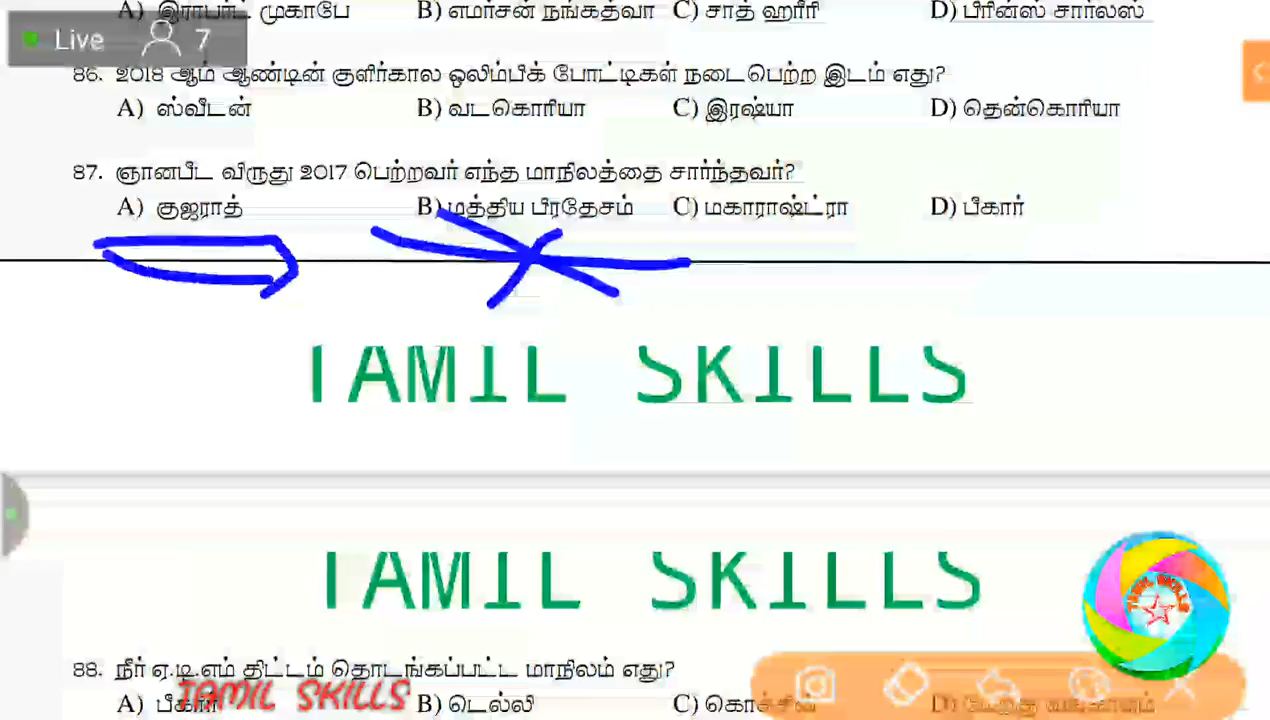 A) இராபர்ட் முகாபே B) எமர்சன் நங்கத்வா C) சாத் ஹரீரி D) பிரின்ஸ் சார்லஸ்
Live 7
86. 2018 ஆம் ஆண்டின் குளிர்கால ஒலிம்பிக் போட்டிகள் நடைபெற்ற இடம் எது?
A) ஸ்வீடன் B) வடகொரியா C) இரஷ்யா D) தென்கொரியா
87. ஞானபீட விருது 2017 பெற்றவர் எந்த மாநிலத்தை சார்ந்தவர்?
A) குஜராத் B) மத்திய பிரதேசம் C) மகாராஷ்ட்ரா D) பீகார்
TAMIL SKILLS
TAMIL SKILLS
TAMIL SKILLS
88. நீர் ஏ.டி.எம் திட்டம் தொடங்கப்பட்ட மாநிலம் எது?
A) பீகார் B) டெல்லி C) D)
TAMIL SKILLS